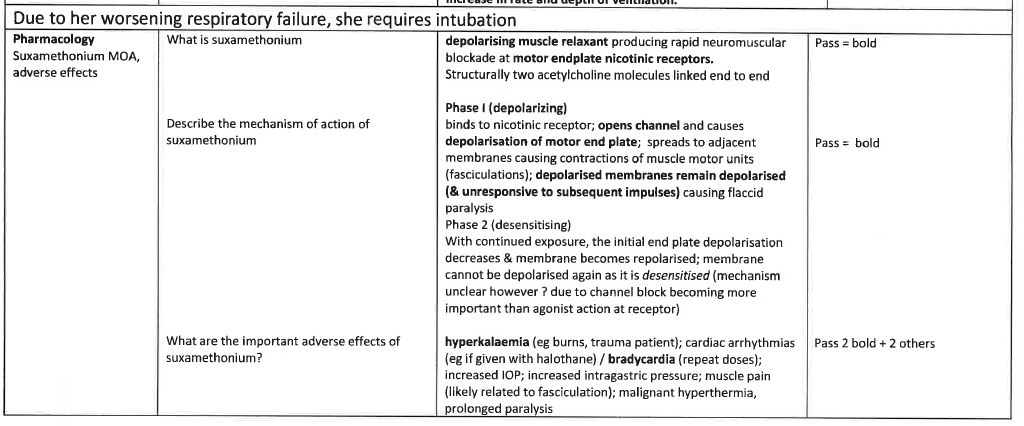 increase in rate and depth of ventilation.
Due to her worsening respiratory failure, she requires intubation
Pharmacology
Suxamethonium MOA,
adverse effects
What is suxamethonium
depolarising muscle relaxant producing rapid neuromuscular
blockade at motor endplate nicotinic receptors.
Structurally two acetylcholine molecules linked end to end
Pass = bold
Describe the mechanism of action of
suxamethonium
Phase I (depolarizing)
binds to nicotinic receptor; opens channel and causes
depolarisation of motor end plate; spreads to adjacent
membranes causing contractions of muscle motor units
(fasciculations); depolarised membranes remain depolarised
(& unresponsive to subsequent impulses) causing flaccid
paralysis
Phase 2 (desensitising)
With continued exposure, the initial end plate depolarisation
decreases & membrane becomes repolarised; membrane
cannot be depolarised again as it is desensitised (mechanism
unclear however ? due to channel block becoming more
important than agonist action at receptor)
Pass = bold
What are the important adverse effects of
suxamethonium?
hyperkalaemia (eg burns, trauma patient); cardiac arrhythmias
(eg if given with halothane) / bradycardia (repeat doses);
increased IOP; increased intragastric pressure; muscle pain
(likely related to fasciculation); malignant hyperthermia,
prolonged paralysis
Pass 2 bold + 2 others